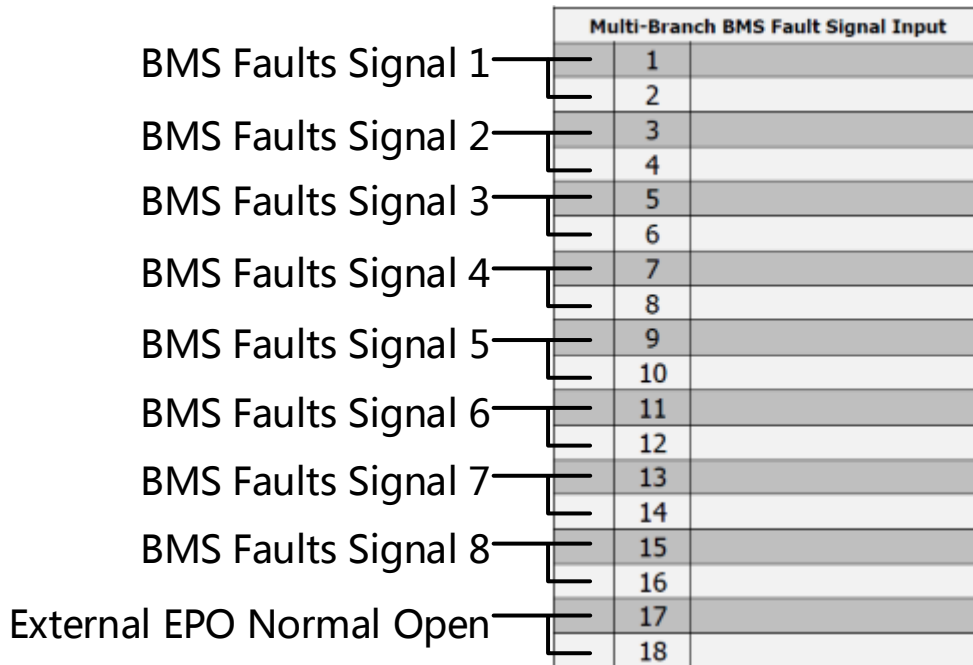 Multi-Branch BMS Fault Signal Input
BMS Faults Signal 1 1
2
BMS Faults Signal 2 3
4
BMS Faults Signal 3 5
6
BMS Faults Signal 4 7
8
BMS Faults Signal 5 9
10
BMS Faults Signal 6 11
12
BMS Faults Signal 7 13
14
BMS Faults Signal 8 15
16
External EPO Normal Open 17
18